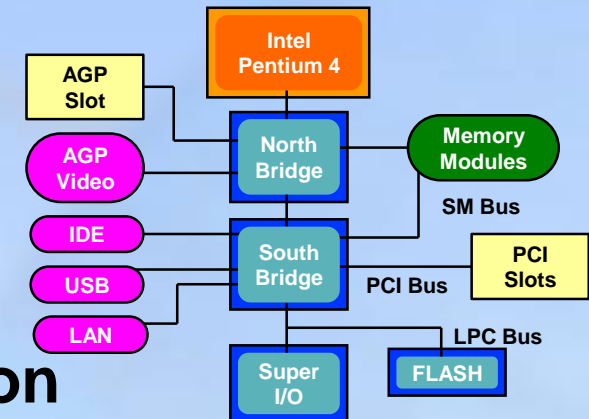 Intel
Pentium 4
AGP
Slot
North
Bridge
Memory
Modules
AGP
Video
SM Bus
IDE
South
Bridge
PCI
Slots
USB
PCI Bus
LAN
LPC Bus
on
Super
I/O
FLASH